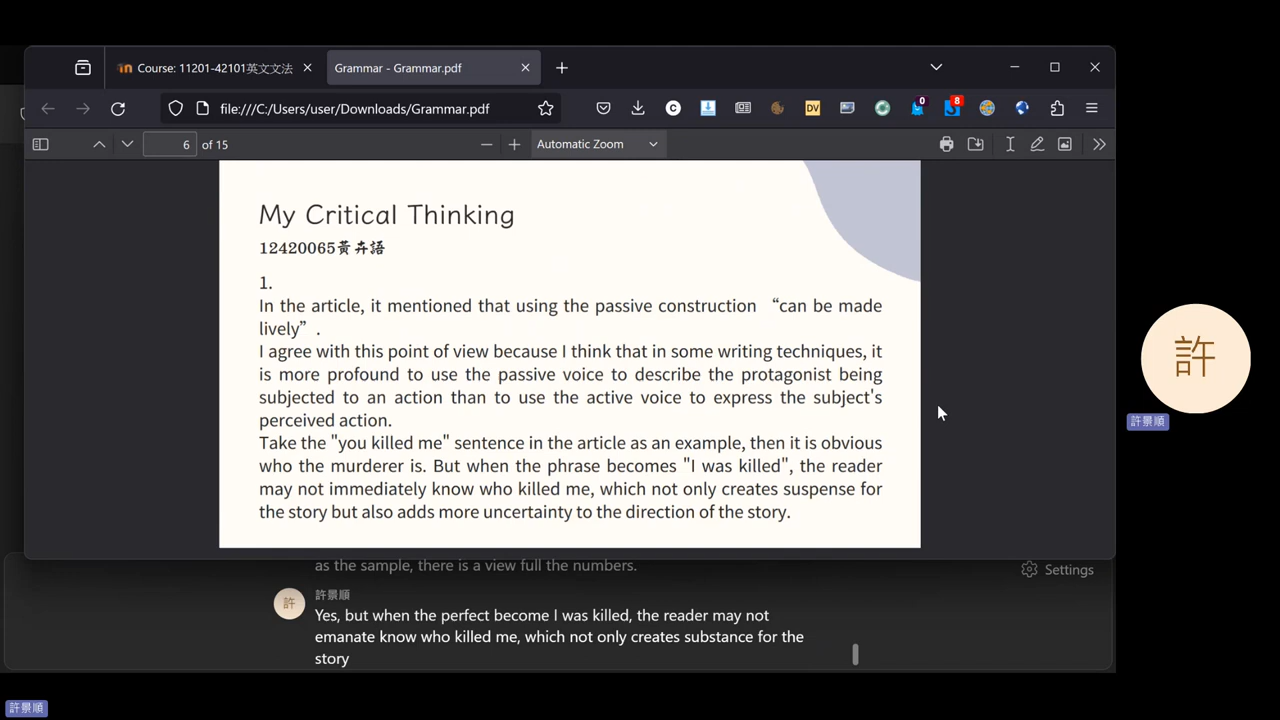 Course: 11201-42101英文文法
Grammar - Grammar.pdf
file:///C:/Users/user/Downloads/Grammar.pdf
0
8
6 of 15
Automatic Zoom
My Critical Thinking
12420065黃卉語
1.
In the article, it mentioned that using the passive construction “can be made
lively”.
I agree with this point of view because I think that in some writing techniques, it
is more profound to use the passive voice to describe the protagonist being
subjected to an action than to use the active voice to express the subject's
perceived action.
Take the "you killed me" sentence in the article as an example, then it is obvious
who the murderer is. But when the phrase becomes "I was killed", the reader
may not immediately know who killed me, which not only creates suspense for
the story but also adds more uncertainty to the direction of the story.
許
許景順
as the sample, there is a view full the numbers.
Settings
許
許景順
Yes, but when the perfect become I was killed, the reader may not
emanate know who killed me, which not only creates substance for the
story
許景順